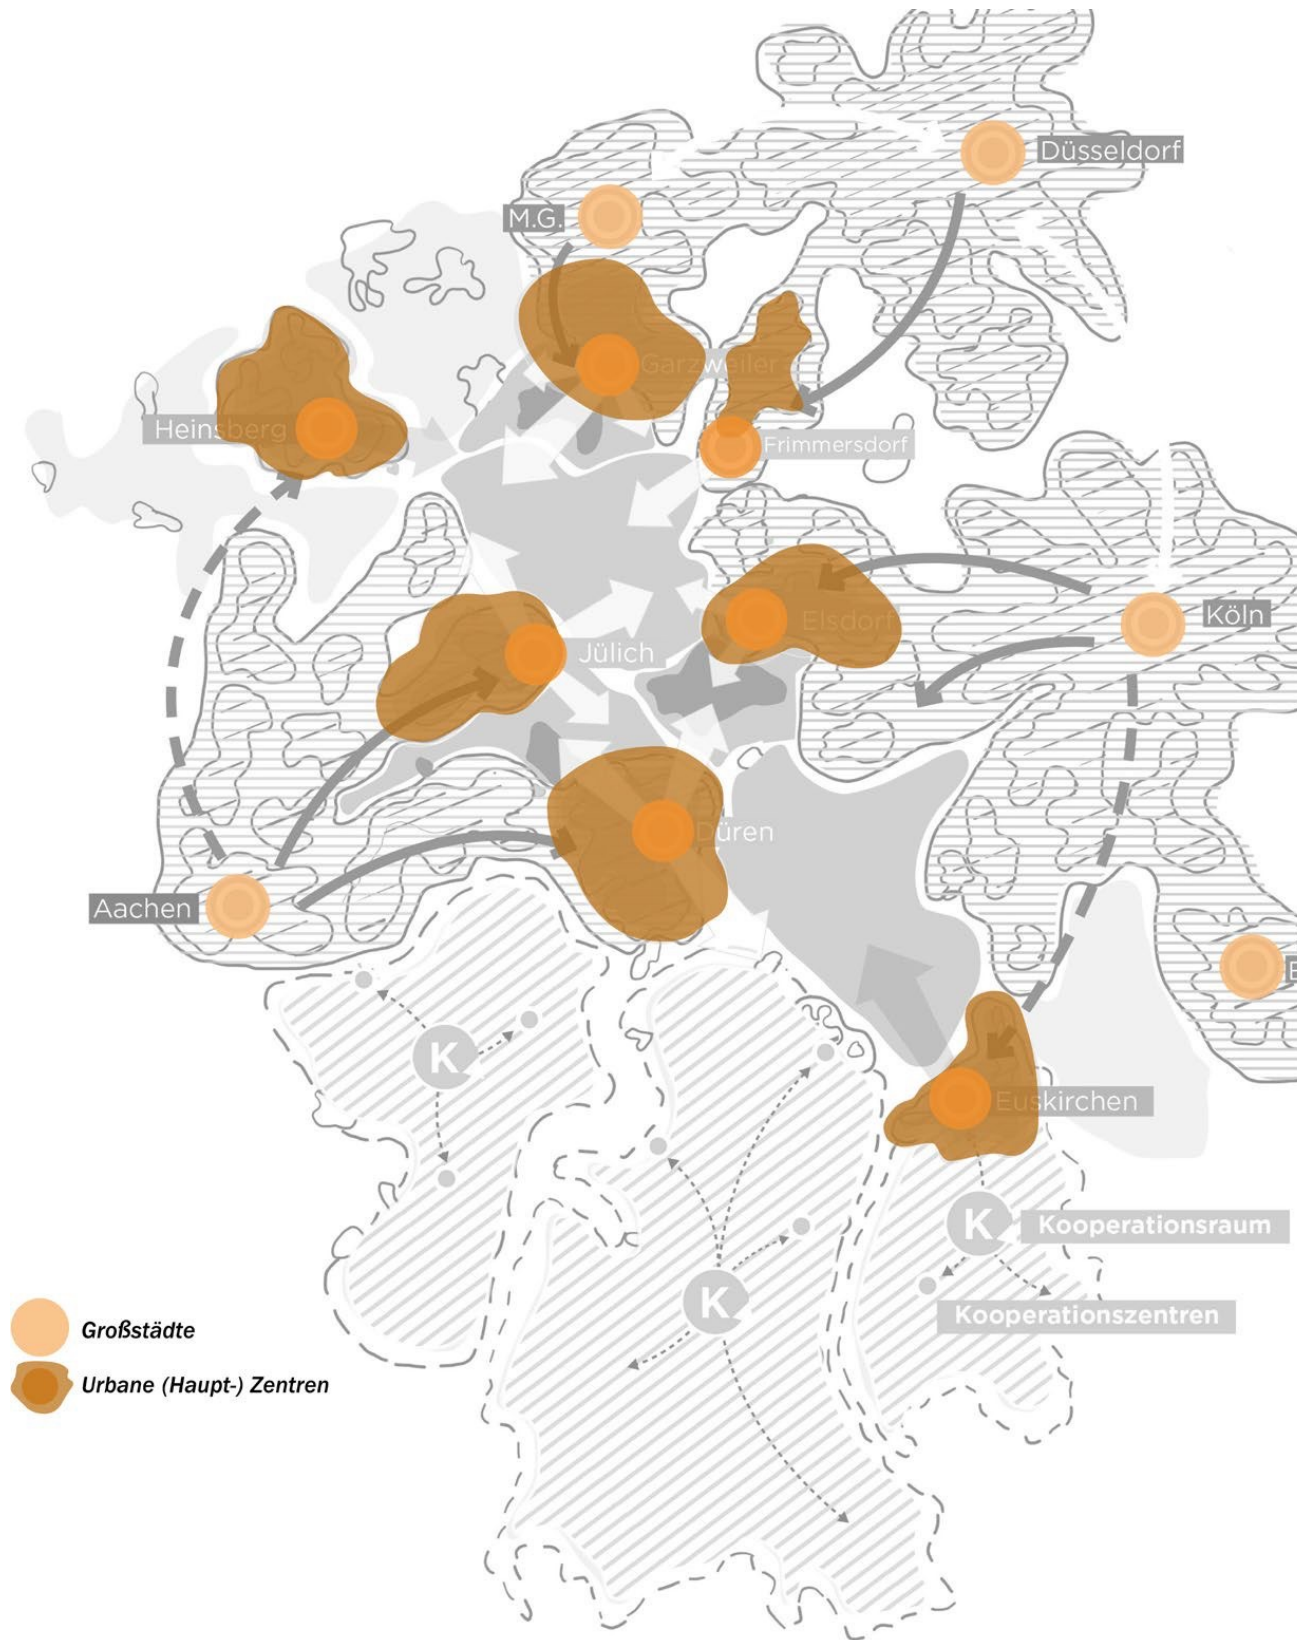 Düsseldorf
M.G.
Garzweiler
Heinsberg
Frimmersdorf
Elsdorf
Köln
Jülich
Düren
Aachen
K
Euskirchen
K
Kooperationsraum
K
Kooperationszentren
Großstädte
Urbane (Haupt-) Zentren